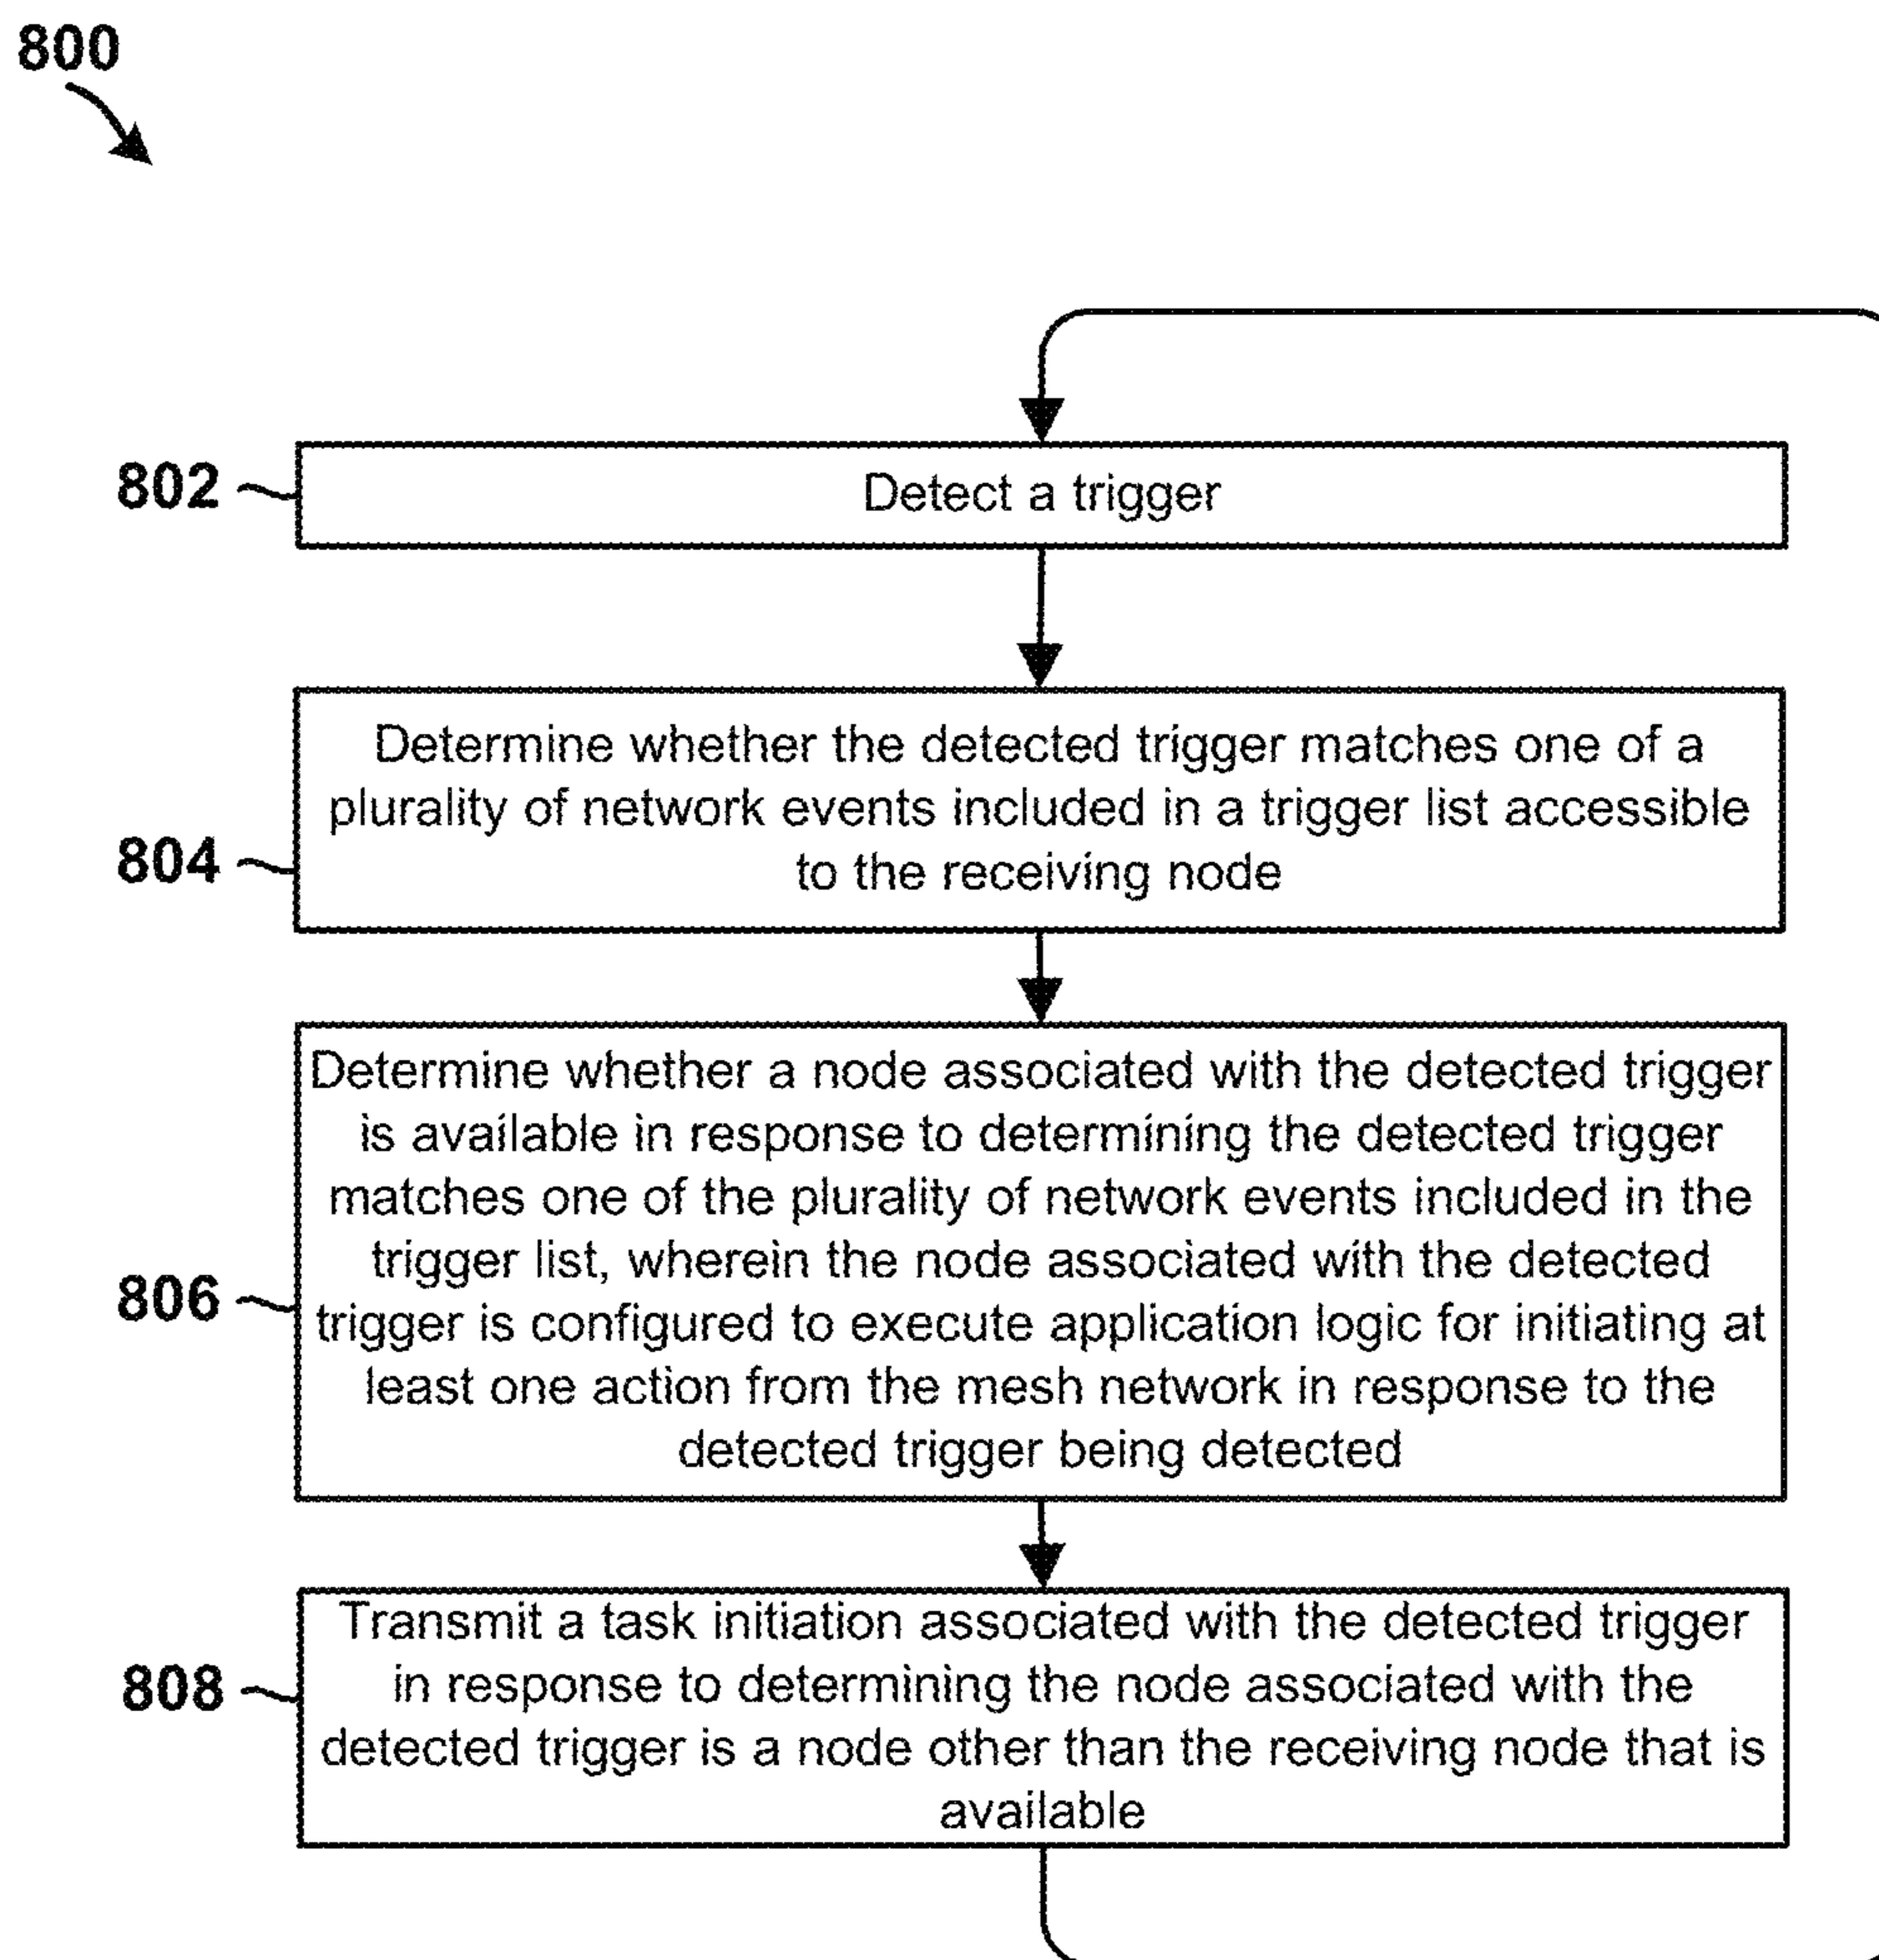 800
802
Detect a trigger
Determine whether the detected trigger matches one of a
plurality of network events included in a trigger list accessible
to the receiving node
804
Determine whether a node associated with the detected trigger
is available in response to determining the detected trigger
matches one of the plurality of network events included in the
trigger list, wherein the node associated with the detected
trigger is configured to execute application logic for initiating at
least one action from the mesh network in response to the
detected trigger being detected
806
Transmit a task initiation associated with the detected trigger
in response to determining the node associated with the
detected trigger is a node other than the receiving node that is
available
808